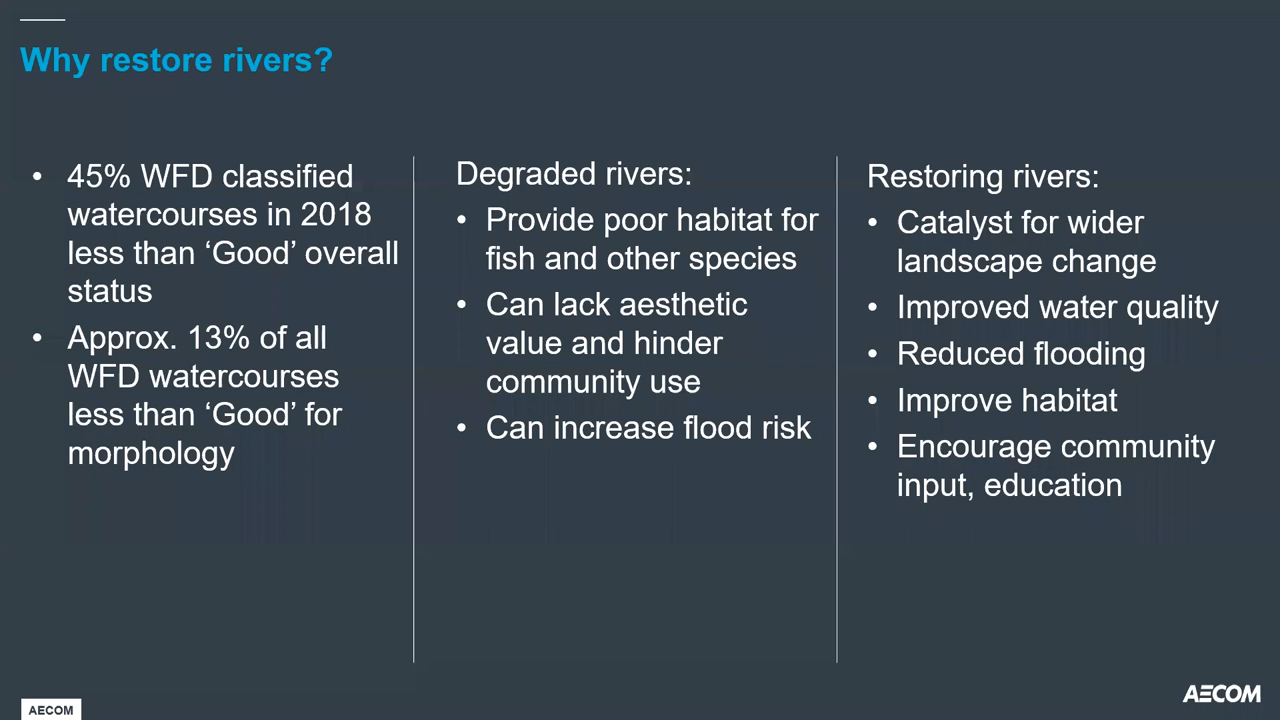 Why restore rivers?
• 45% WFD classified
watercourses in 2018
less than ‘Good’ overall
status
• Approx. 13% of all
WFD watercourses
less than ‘Good’ for
morphology
Degraded rivers:
• Provide poor habitat for
fish and other species
• Can lack aesthetic
value and hinder
community use
• Can increase flood risk
Restoring rivers:
• Catalyst for wider
landscape change
• Improved water quality
• Reduced flooding
• Improve habitat
• Encourage community
input, education
AECOM
AECOM